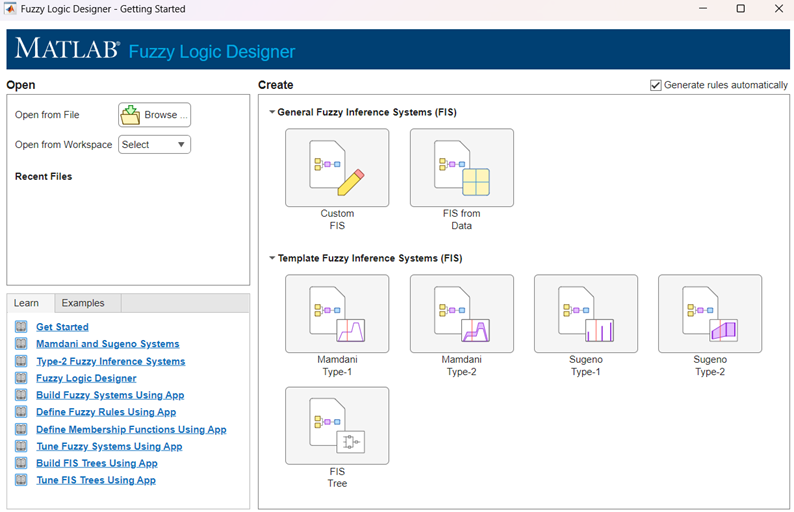 Fuzzy Logic Designer - Getting Started
MATLAB® Fuzzy Logic Designer
Open
Open from File
Browse ...
Open from Workspace
Select
Recent Files
Learn
Examples
Get Started
Mamdani and Sugeno Systems
Type-2 Fuzzy Inference Systems
Fuzzy Logic Designer
Build Fuzzy Systems Using App
Define Fuzzy Rules Using App
Define Membership Functions Using App
Tune Fuzzy Systems Using App
Build FIS Trees Using App
Tune FIS Trees Using App
Create
Generate rules automatically
General Fuzzy Inference Systems (FIS)
Custom
FIS
FIS from
Data
Template Fuzzy Inference Systems (FIS)
Mamdani
Type-1
Mamdani
Type-2
Sugeno
Type-1
Sugeno
Type-2
FIS
Tree